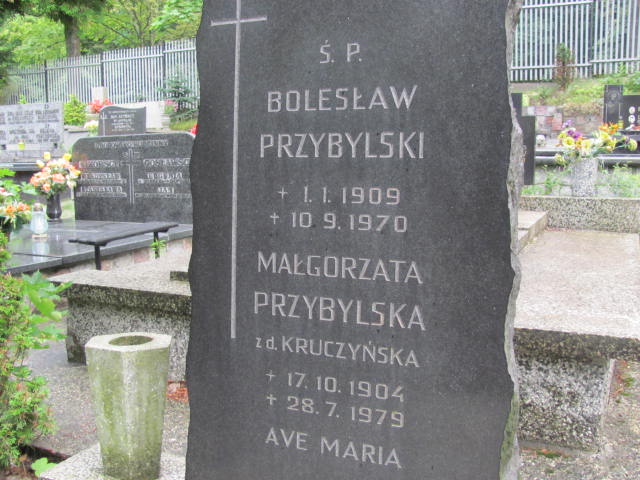 Ś. P.
BOLESŁAW
PRZYBYLSKI
+ 1. 1. 1909
+ 10. 9. 1970
MAŁGORZATA
PRZYBYLSKA
z d. KRUCZYŃSKA
+ 17. 10. 1904
+ 28. 7. 1979
AVE MARIA